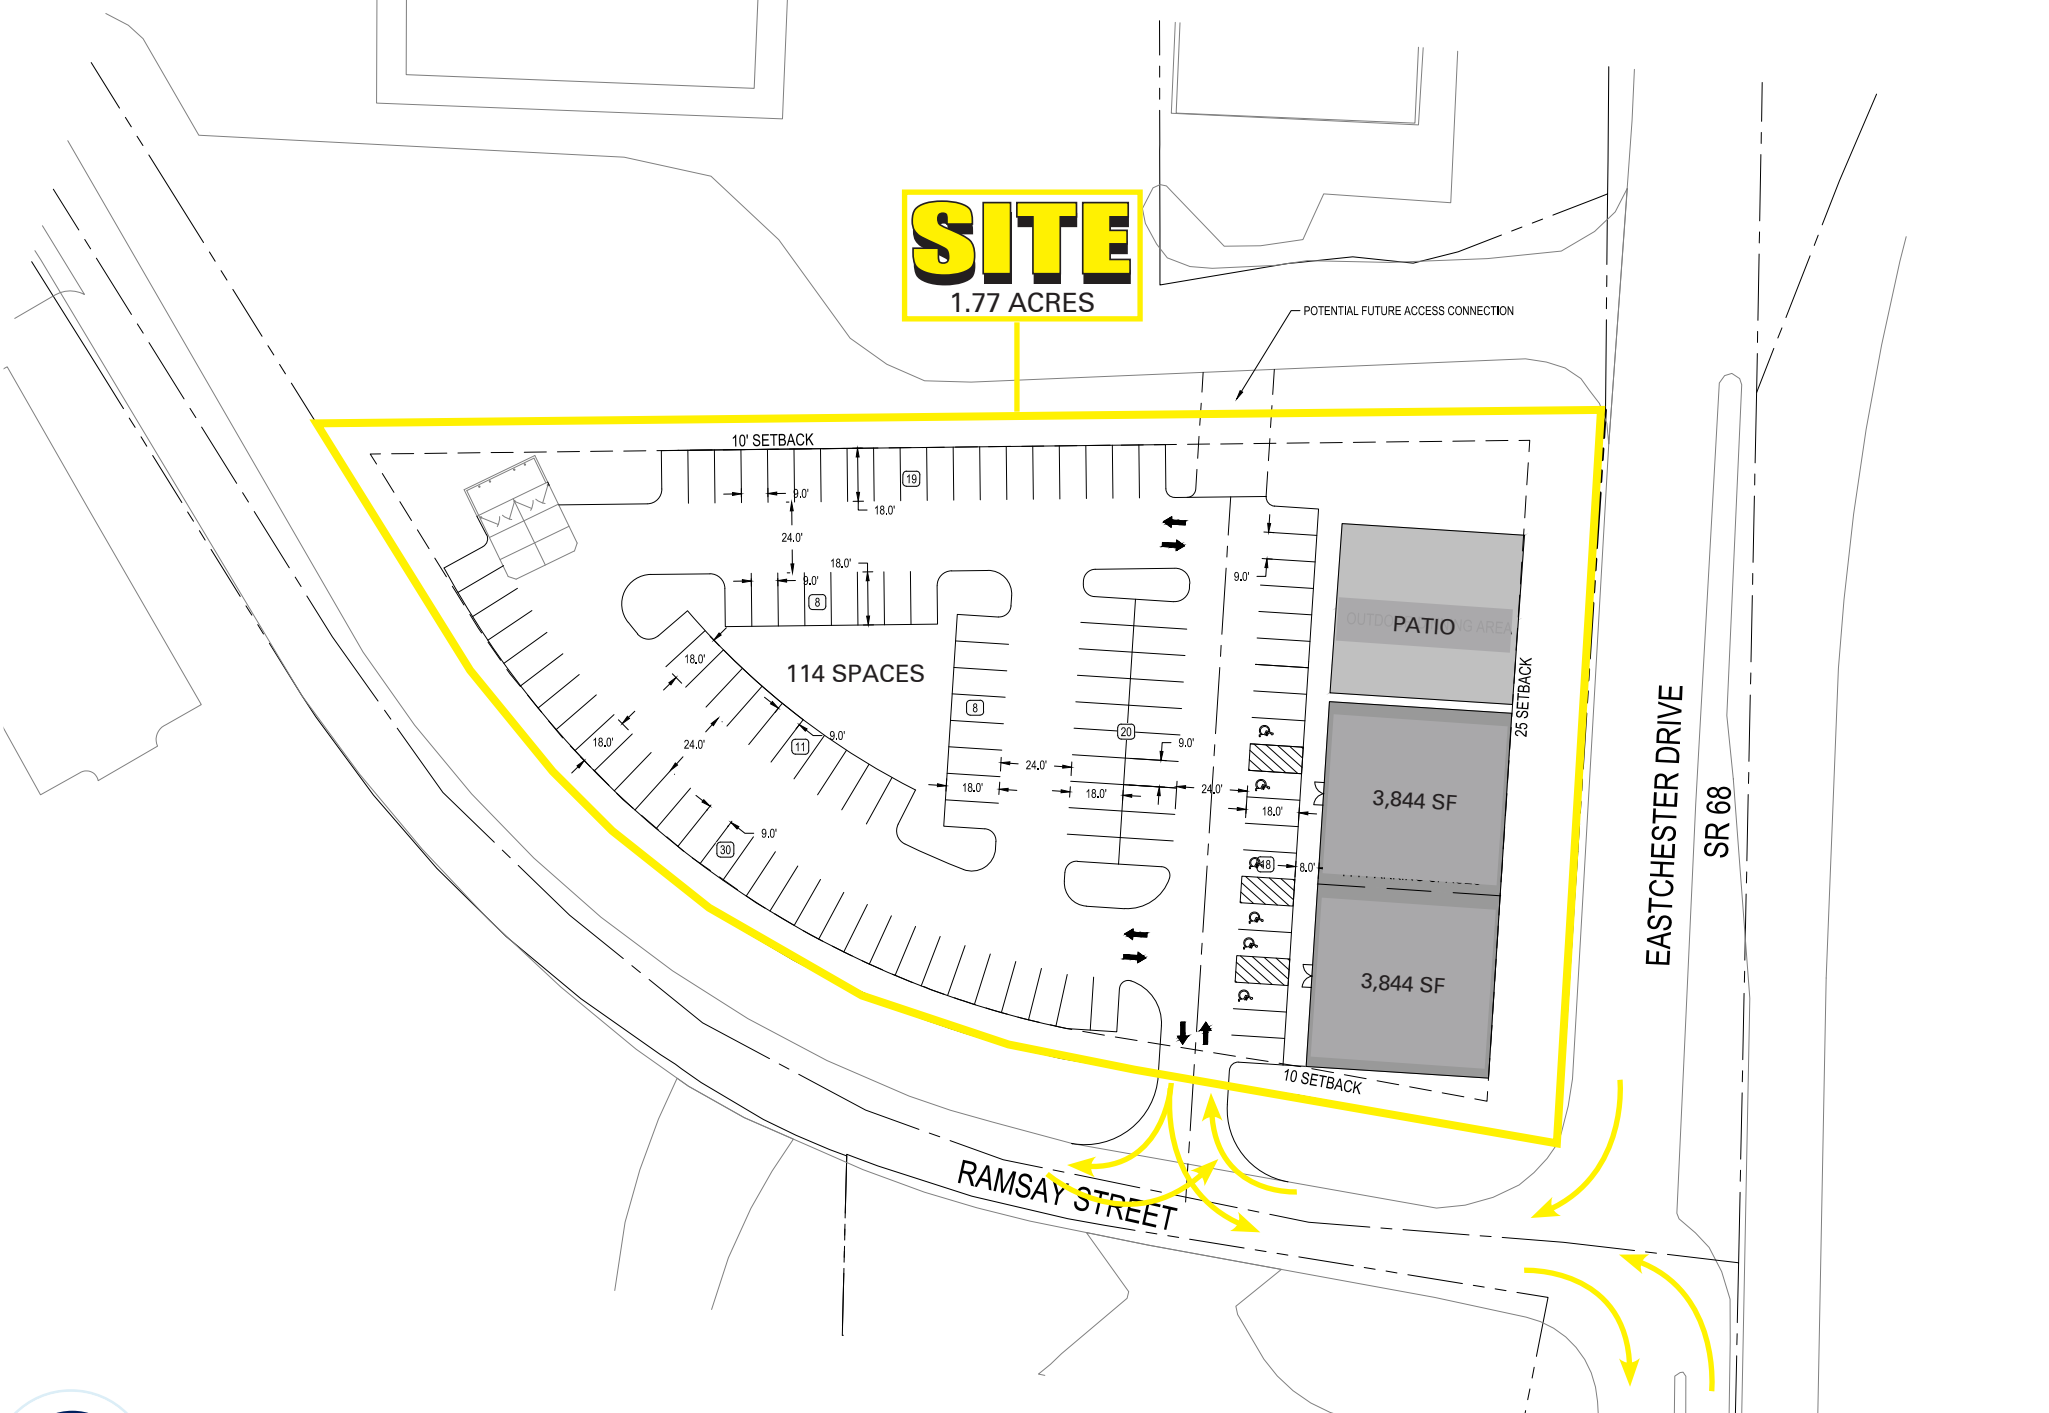 SITE
1.77 ACRES
POTENTIAL FUTURE ACCESS CONNECTION
10' SETBACK
19
9.0'
18.0'
24.0'
18.0'
9.0'
8
9.0'
PATIO
18.0'
114 SPACES
25 SETBACK
8
20
18.0'
24.0'
11
9.0'
9.0'
24.0'
18.0'
18.0'
24.0'
18.0'
3,844 SF
30
9.0'
18
8.0'
3,844 SF
10 SETBACK
EASTCHESTER DRIVE
SR 68
RAMSAY STREET